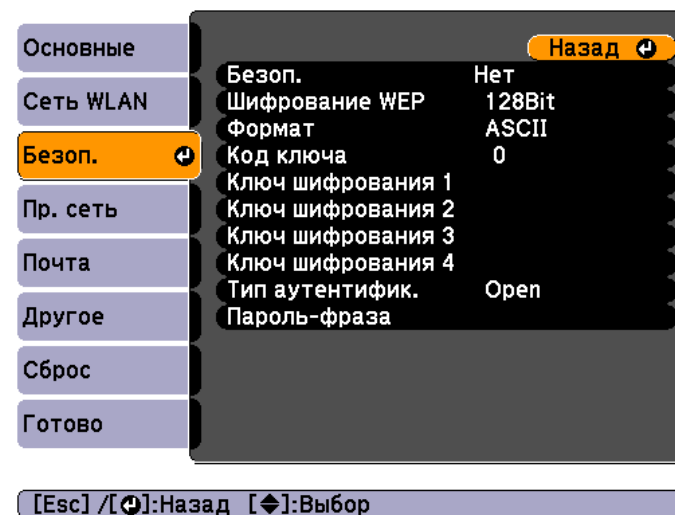 Основные
Сеть WLAN
Безоп.
Пр. сеть
Почта
Другое
Сброс
Готово
Назад
Безоп. Нет
Шифрование WEP 128Bit
Формат ASCII
Код ключа 0
Ключ шифрования 1
Ключ шифрования 2
Ключ шифрования 3
Ключ шифрования 4
Тип аутентифик. Open
Пароль-фраза
[Esc] /[⏎]:Назад [◆]:Выбор